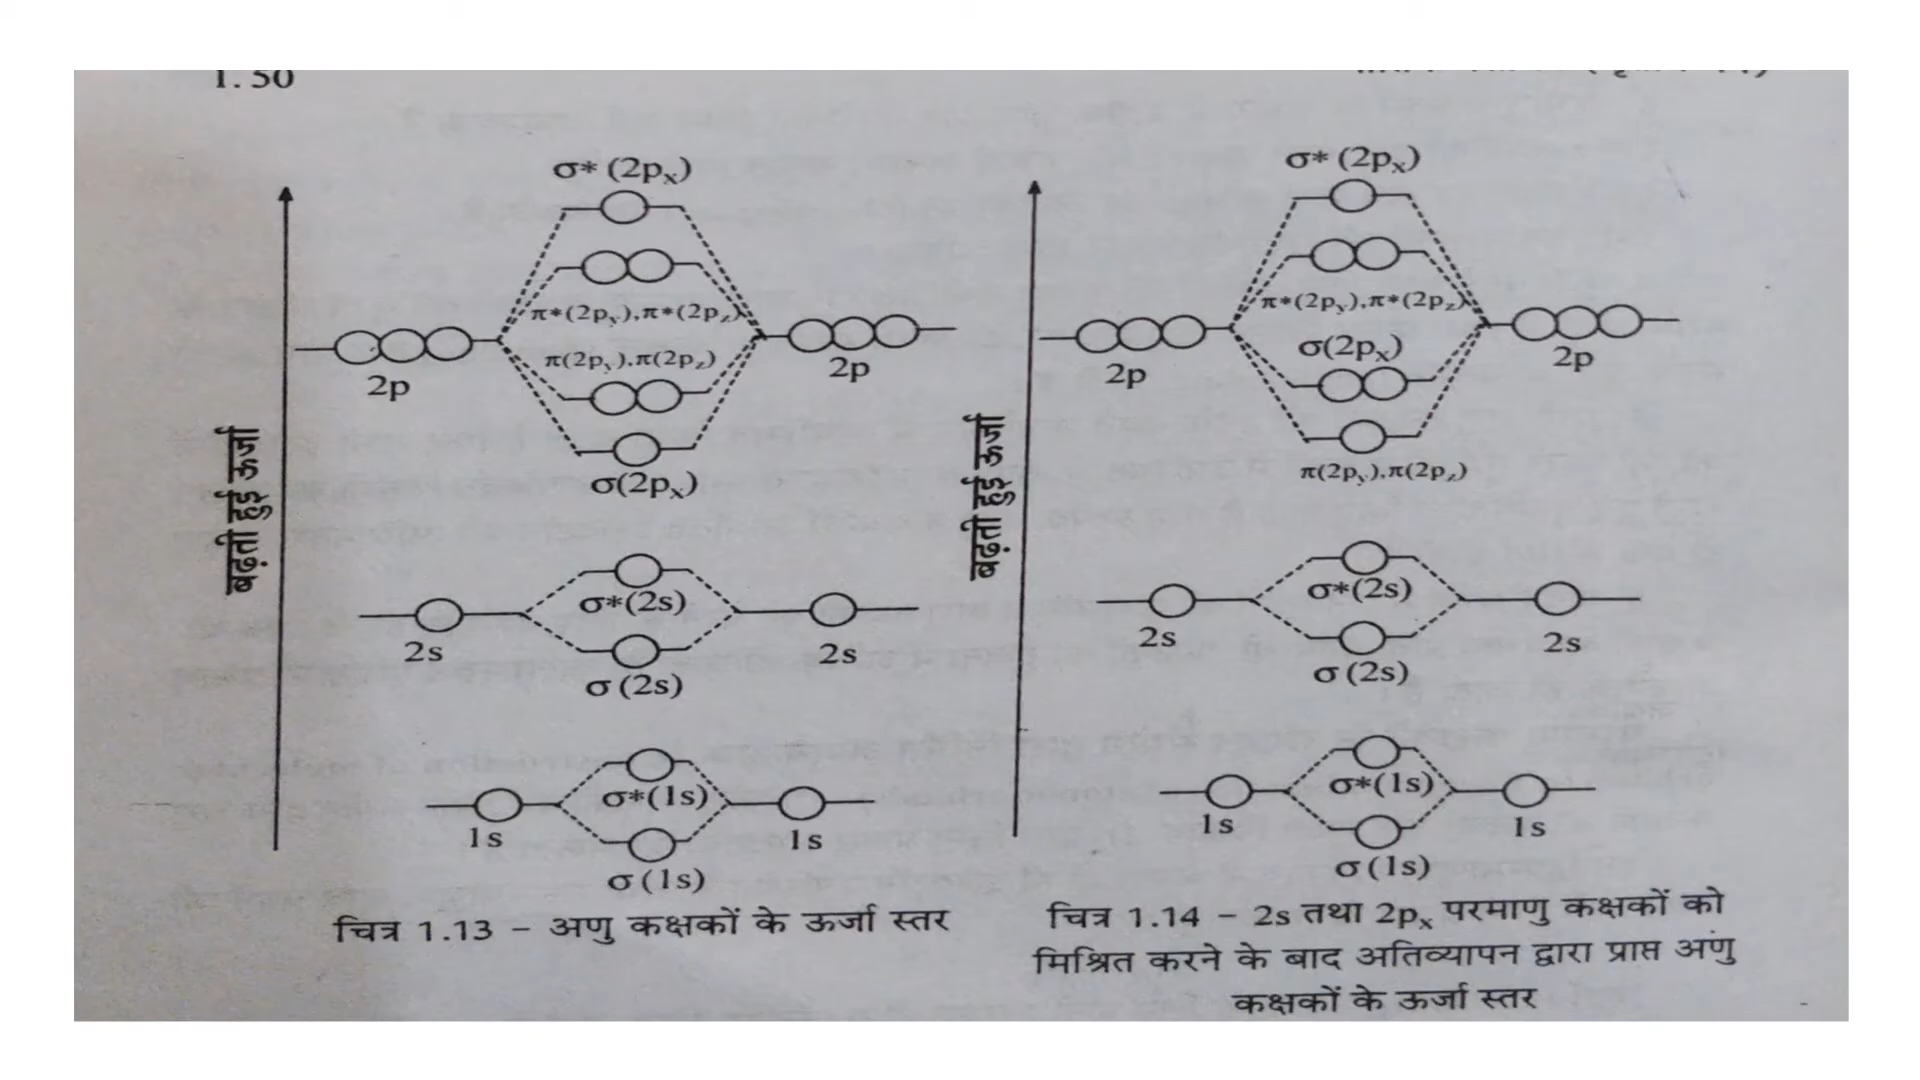 1.50
σ* (2pₓ)
π*(2pᵧ),π*(2p_z)
2p
2p
π(2pᵧ),π(2p_z)
σ(2pₓ)
बढ़ती हुई ऊर्जा
σ*(2s)
2s
2s
σ (2s)
σ*(1s)
1s
1s
σ (1s)
चित्र 1.13 – अणु कक्षकों के ऊर्जा स्तर
σ* (2pₓ)
π*(2pᵧ),π*(2p_z)
σ(2pₓ)
2p
2p
π(2pᵧ),π(2p_z)
बढ़ती हुई ऊर्जा
σ*(2s)
2s
2s
σ (2s)
σ*(1s)
1s
1s
σ (1s)
चित्र 1.14 – 2s तथा 2pₓ परमाणु कक्षकों को
मिश्रित करने के बाद अतिव्यापन द्वारा प्राप्त अणु
कक्षकों के ऊर्जा स्तर